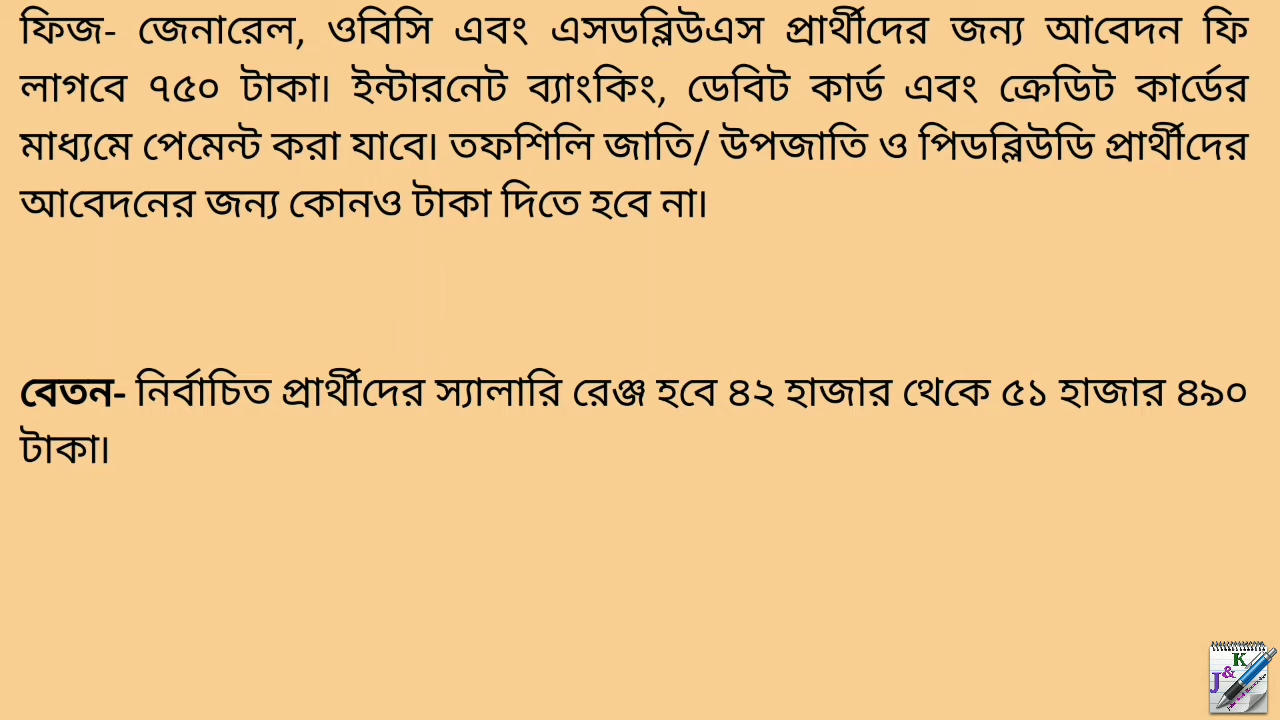 ফিজ- জেনারেল, ওবিসি এবং এসডব্লিউএস প্রার্থীদের জন্য আবেদন ফি
লাগবে ৭৫০ টাকা। ইন্টারনেট ব্যাংকিং, ডেবিট কার্ড এবং ক্রেডিট কার্ডের
মাধ্যমে পেমেন্ট করা যাবে। তফশিলি জাতি/ উপজাতি ও পিডব্লিউডি প্রার্থীদের
আবেদনের জন্য কোনও টাকা দিতে হবে না।
বেতন- নির্বাচিত প্রার্থীদের স্যালারি রেঞ্জ হবে ৪২ হাজার থেকে ৫১ হাজার ৪৯০
টাকা।
J&K